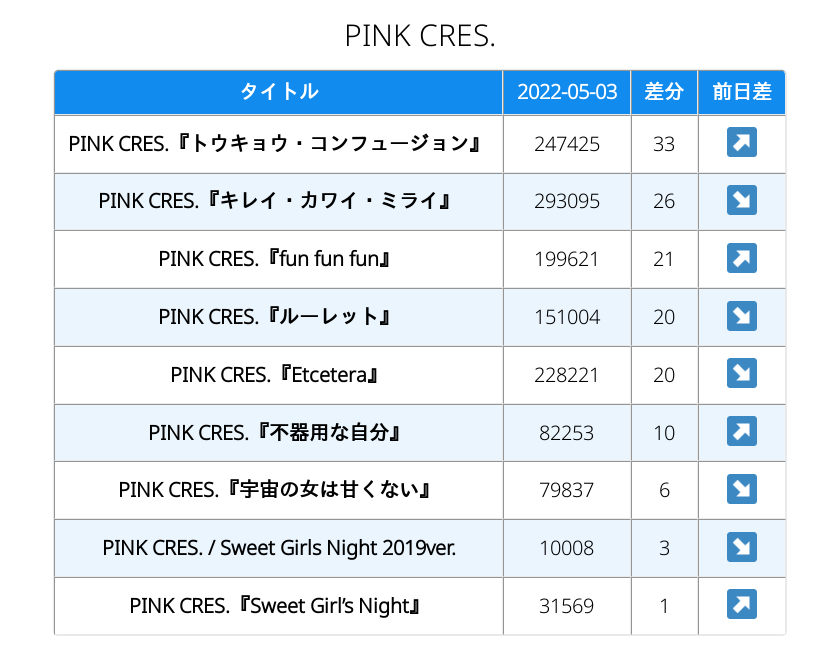 PINK CRES.
タイトル 2022-05-03 差分 前日差
PINK CRES.『トウキョウ・コンフュージョン』 247425 33 ↗
PINK CRES.『キレイ・カワイ・ミライ』 293095 26 ↘
PINK CRES.『fun fun fun』 199621 21 ↗
PINK CRES.『ルーレット』 151004 20 ↘
PINK CRES.『Etcetera』 228221 20 ↘
PINK CRES.『不器用な自分』 82253 10 ↗
PINK CRES.『宇宙の女は甘くない』 79837 6 ↘
PINK CRES. / Sweet Girls Night 2019ver. 10008 3 ↘
PINK CRES.『Sweet Girl’s Night』 31569 1 ↗